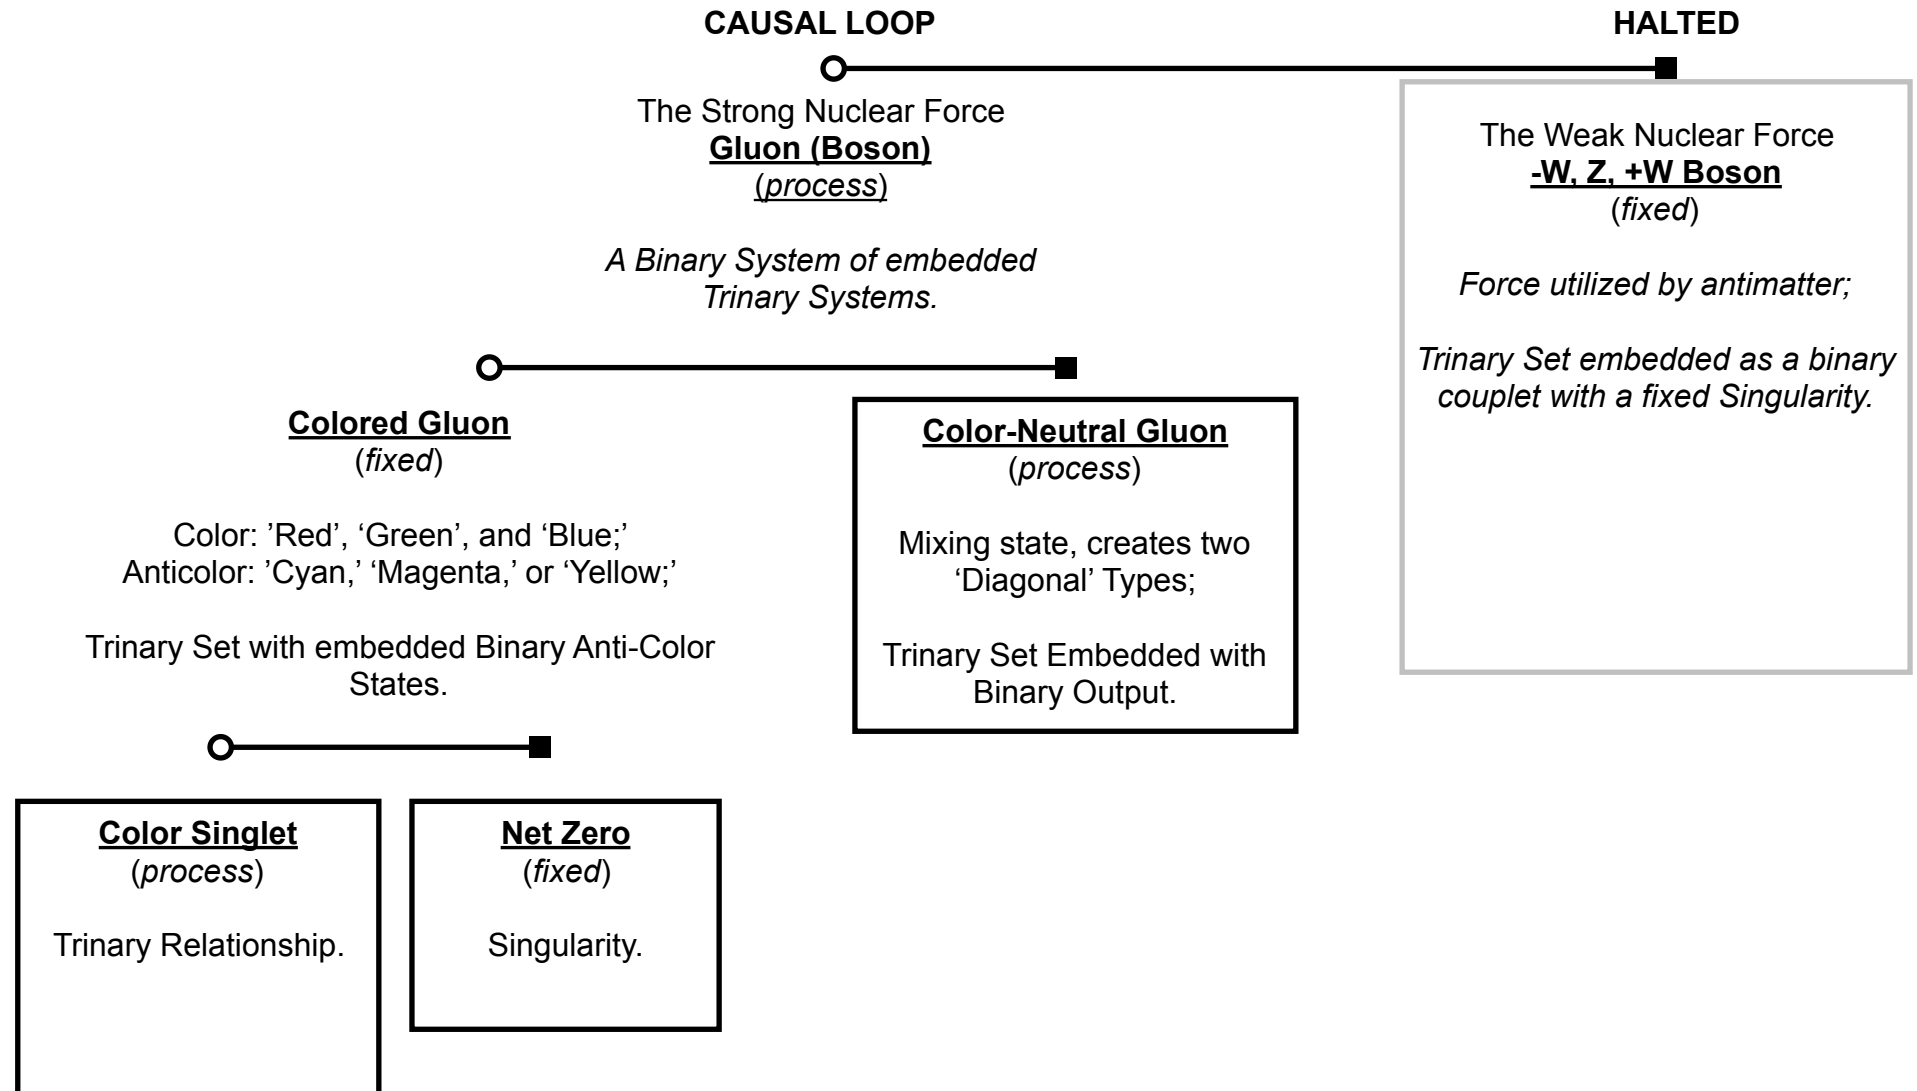 CAUSAL LOOP
HALTED
The Strong Nuclear Force
Gluon (Boson)
(process)
A Binary System of embedded
Trinary Systems.
The Weak Nuclear Force
-W, Z, +W Boson
(fixed)
Force utilized by antimatter;
Trinary Set embedded as a binary
couplet with a fixed Singularity.
Colored Gluon
(fixed)
Color: ’Red’, ‘Green’, and ‘Blue;’
Anticolor: ’Cyan,’ ‘Magenta,’ or ‘Yellow;’
Trinary Set with embedded Binary Anti-Color
States.
Color-Neutral Gluon
(process)
Mixing state, creates two
‘Diagonal’ Types;
Trinary Set Embedded with
Binary Output.
Color Singlet
(process)
Trinary Relationship.
Net Zero
(fixed)
Singularity.